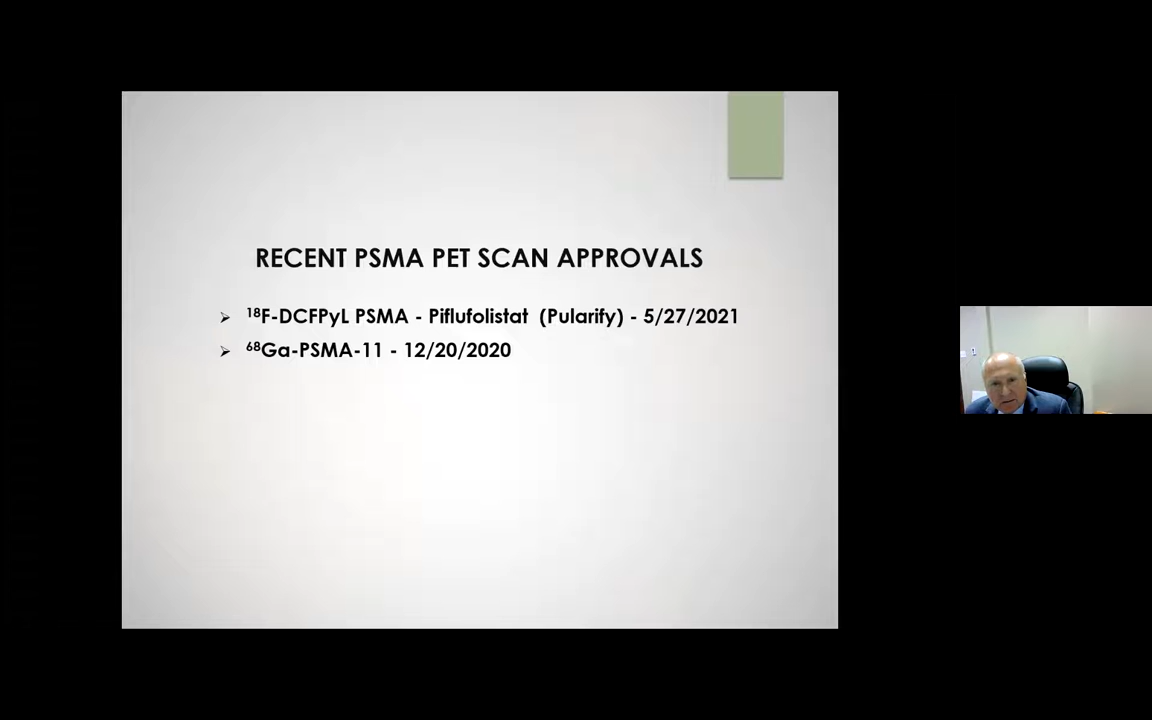 RECENT PSMA PET SCAN APPROVALS
¹⁸F-DCFPyL PSMA - Piflufolistat (Pularify) - 5/27/2021
⁶⁸Ga-PSMA-11 - 12/20/2020